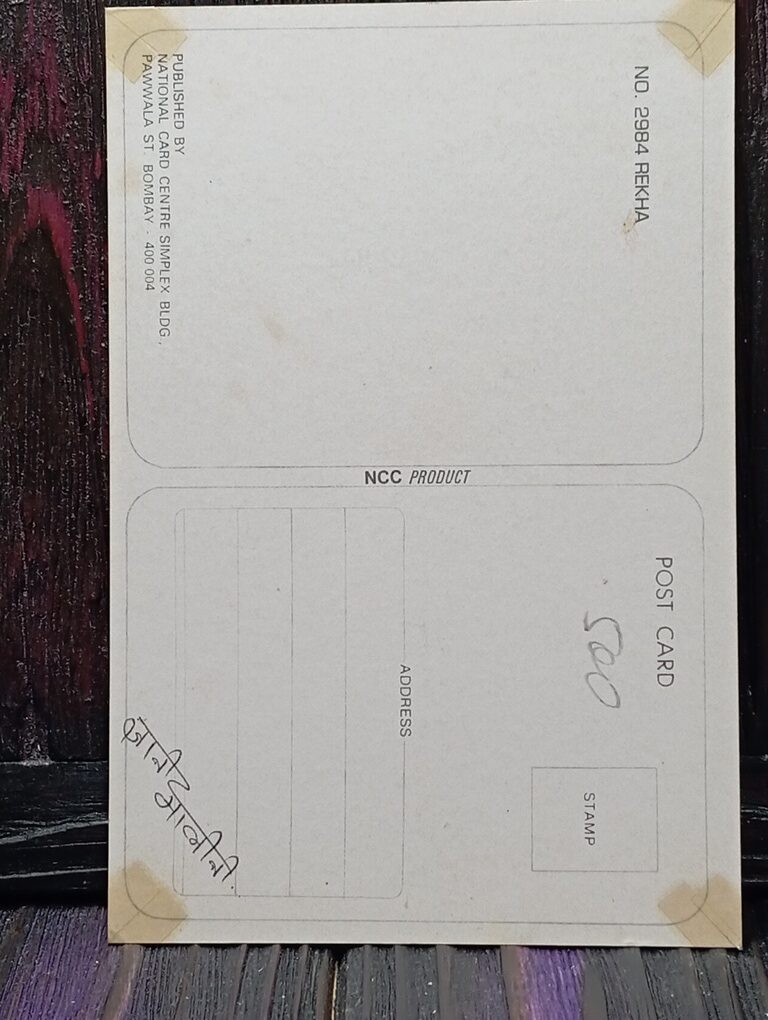 NO. 2984 REKHA
PUBLISHED BY
NATIONAL CARD CENTRE SIMPLEX BLDG.,
PAWWALA ST. BOMBAY - 400 004
NCC PRODUCT
POST CARD
500
STAMP
ADDRESS